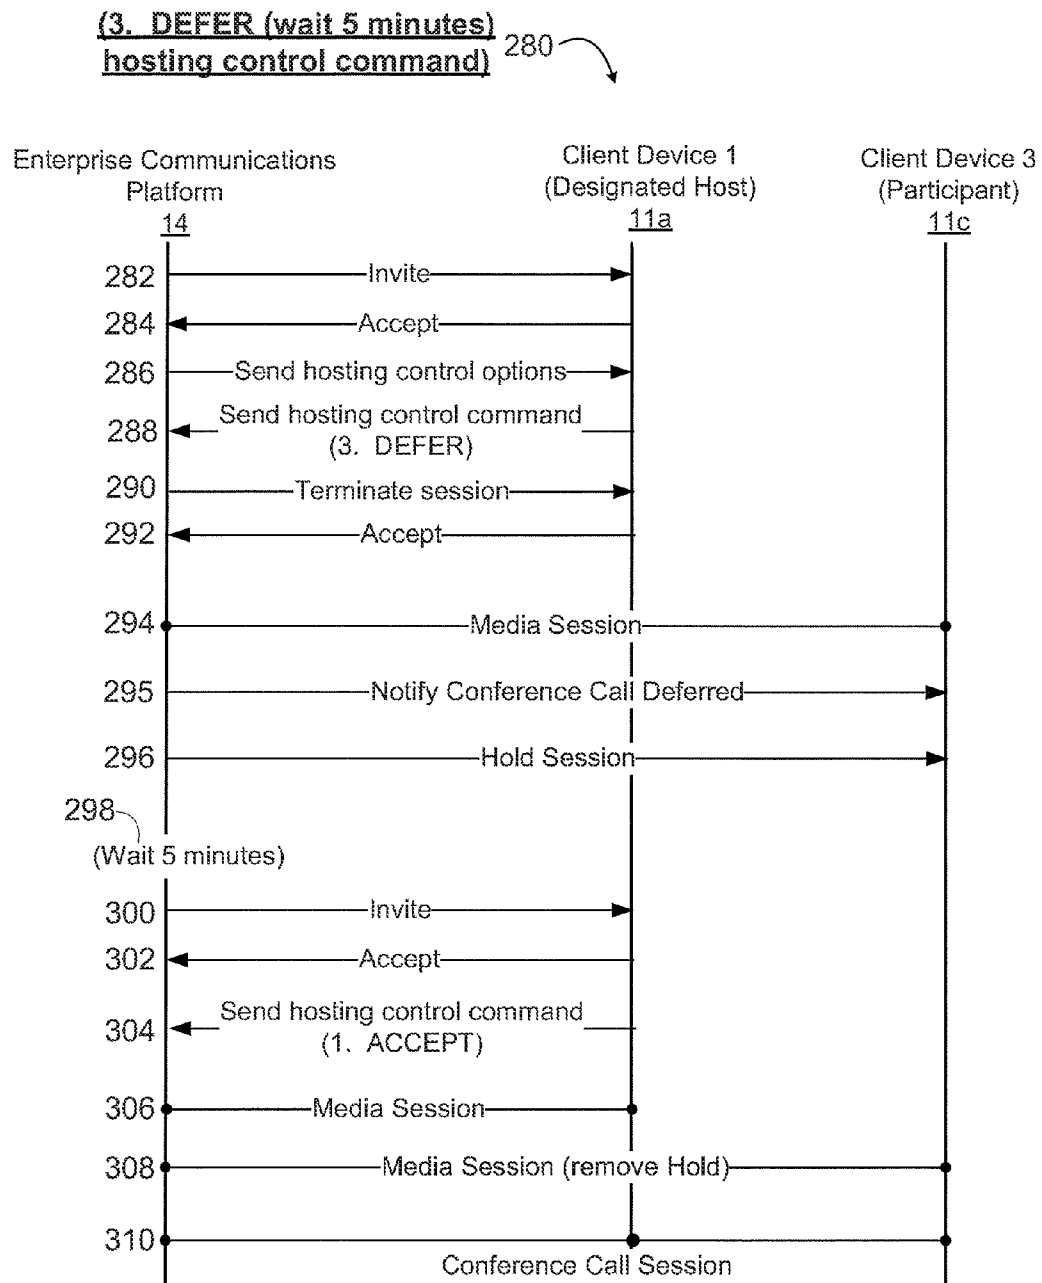 (3. DEFER (wait 5 minutes)
hosting control command)
280
Enterprise Communications
Platform
14
Client Device 1
(Designated Host)
11a
Client Device 3
(Participant)
11c
282
Invite
284
Accept
286
Send hosting control options
288
Send hosting control command
(3. DEFER)
290
Terminate session
292
Accept
294
Media Session
295
Notify Conference Call Deferred
296
Hold Session
298
(Wait 5 minutes)
300
Invite
302
Accept
304
Send hosting control command
(1. ACCEPT)
306
Media Session
308
Media Session (remove Hold)
310
Conference Call Session